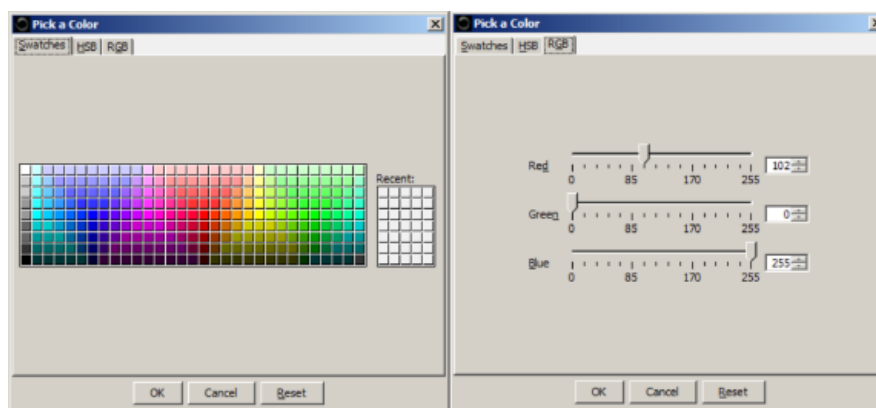 Pick a Color
Swatches HSB RGB
Recent:
OK Cancel Reset
Pick a Color
Swatches HSB RGB
Red 102
0 85 170 255
Green 0
0 85 170 255
Blue 255
0 85 170 255
OK Cancel Reset